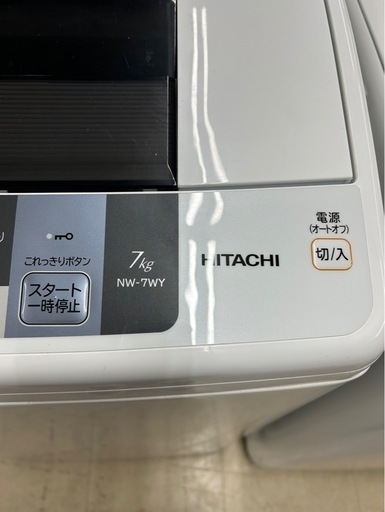 り
これっきりボタン
スタート
一時停止
7kg
NW-7WY
HITACHI
電源
(オートオフ)
切/入